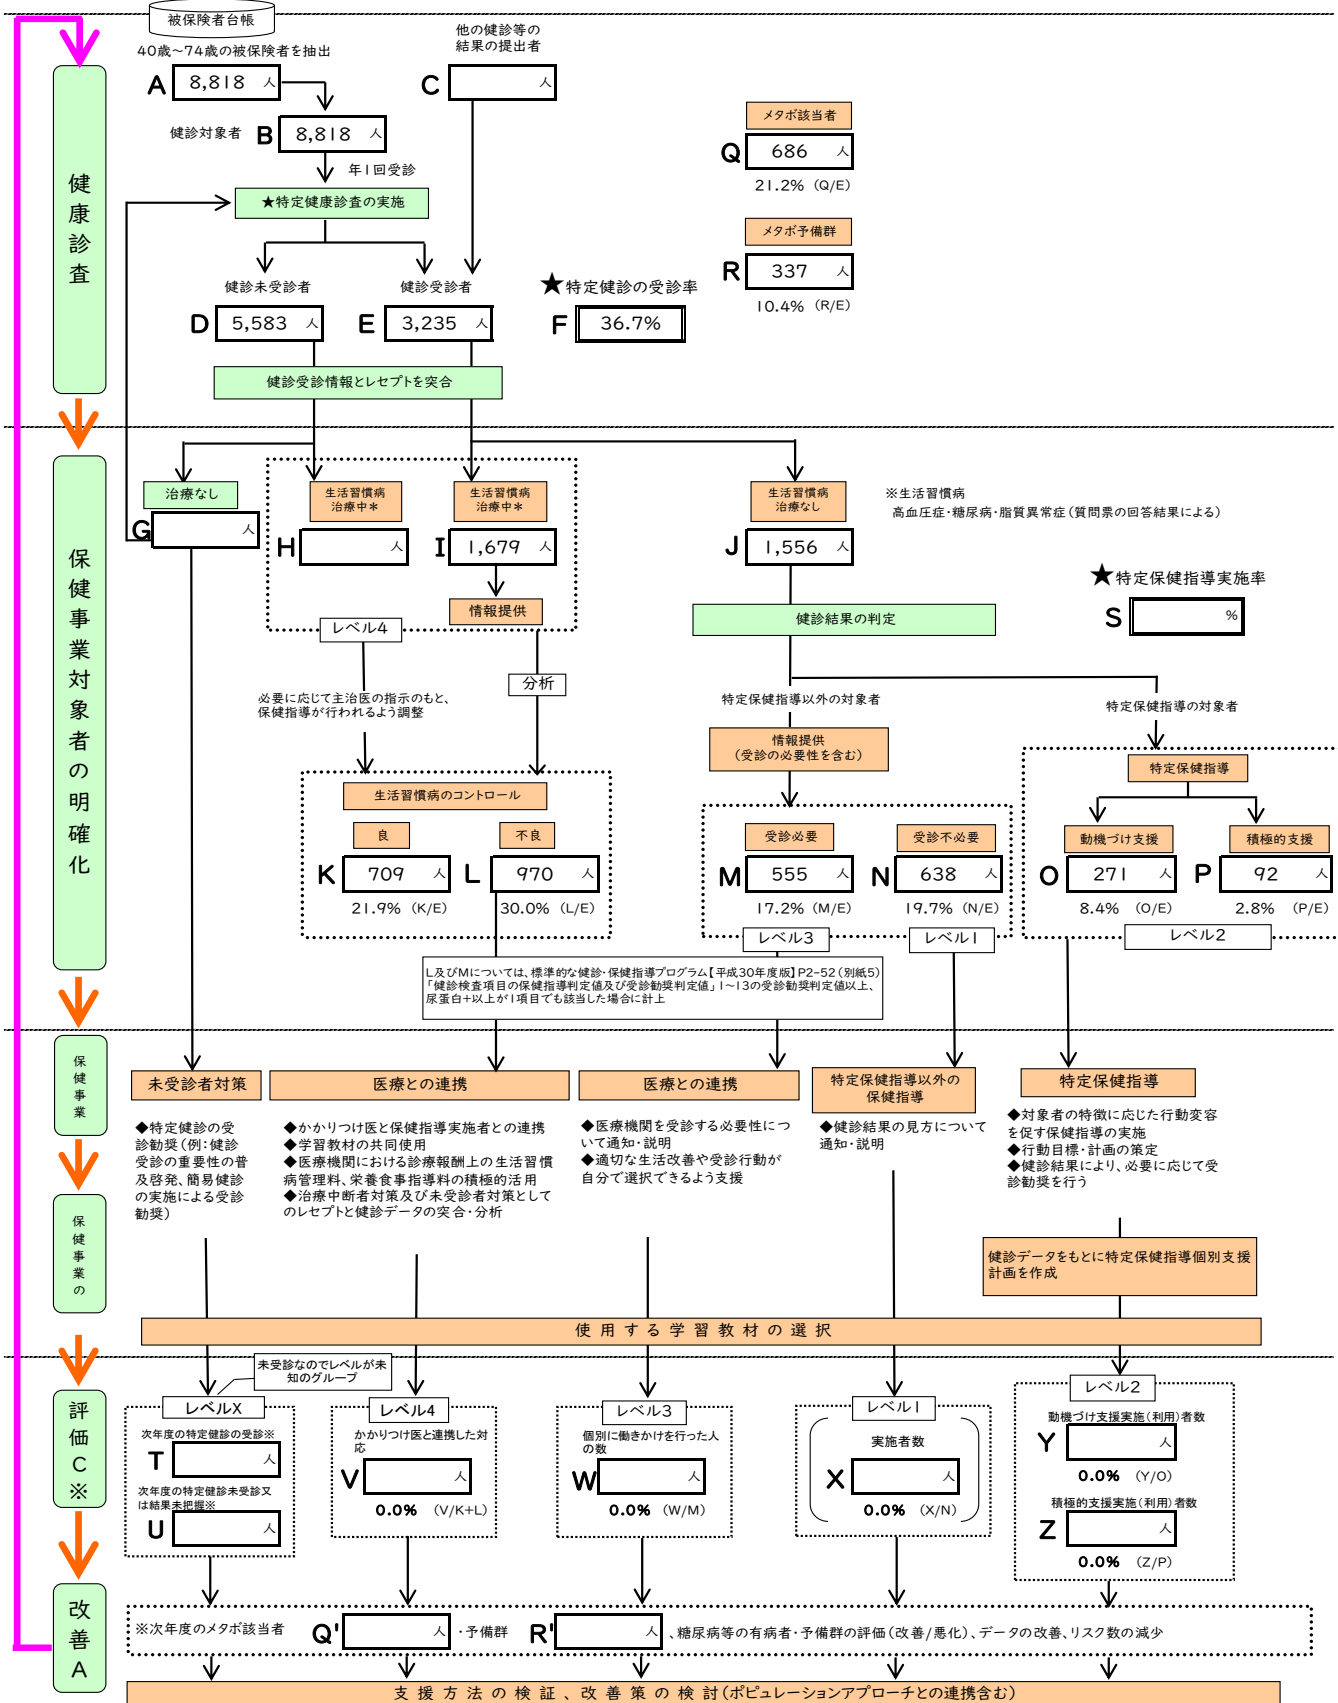 被保険者台帳
40歳～74歳の被保険者を抽出
他の健診等の
結果の提出者
A 8,818 人
C 人
健診対象者 B 8,818 人
年1回受診
★特定健康診査の実施
メタボ該当者
Q 686 人
21.2% (Q/E)
メタボ予備群
R 337 人
10.4% (R/E)
健康診査
健診未受診者
健診受診者
★特定健診の受診率
D 5,583 人
E 3,235 人
F 36.7%
健診受診情報とレセプトを突合
保健事業対象者の明確化
治療なし
G 人
生活習慣病
治療中＊
H 人
生活習慣病
治療中＊
I 1,679 人
情報提供
レベル4
生活習慣病
治療なし
J 1,556 人
※生活習慣病
高血圧症・糖尿病・脂質異常症（質問票の回答結果による）
★特定保健指導実施率
S %
健診結果の判定
必要に応じて主治医の指示のもと、
保健指導が行われるよう調整
分析
特定保健指導以外の対象者
特定保健指導の対象者
情報提供
（受診の必要性を含む）
特定保健指導
生活習慣病のコントロール
良
K 709 人
21.9% (K/E)
不良
L 970 人
30.0% (L/E)
受診必要
M 555 人
17.2% (M/E)
レベル3
受診不必要
N 638 人
19.7% (N/E)
レベル1
動機づけ支援
O 271 人
8.4% (O/E)
積極的支援
P 92 人
2.8% (P/E)
レベル2
L及びMについては、標準的な健診・保健指導プログラム【平成30年度版】P2-52（別紙5）
「健診検査項目の保健指導判定値及び受診勧奨判定値」1～13の受診勧奨判定値以上、
尿蛋白＋以上が1項目でも該当した場合に計上
保健事業
未受診者対策
◆特定健診の受
診勧奨（例：健診
受診の重要性の普
及啓発、簡易健診
の実施による受診
勧奨）
医療との連携
◆かかりつけ医と保健指導実施者との連携
◆学習教材の共同使用
◆医療機関における診療報酬上の生活習慣
病管理料、栄養食事指導料の積極的活用
◆治療中断者対策及び未受診者対策として
のレセプトと健診データの突合・分析
医療との連携
◆医療機関を受診する必要性につ
いて通知・説明
◆適切な生活改善や受診行動が
自分で選択できるよう支援
特定保健指導以外の
保健指導
◆健診結果の見方について
通知・説明
特定保健指導
◆対象者の特徴に応じた行動変容
を促す保健指導の実施
◆行動目標・計画の策定
◆健診結果により、必要に応じて受
診勧奨を行う
保健事業の
健診データをもとに特定保健指導個別支援
計画を作成
使用する学習教材の選択
評価C※
未受診なのでレベルが未
知のグループ
レベルX
次年度の特定健診の受診※
T 人
次年度の特定健診未受診又
は結果未把握※
U 人
レベル4
かかりつけ医と連携した対
応
V 人
0.0% (V/K+L)
レベル3
個別に働きかけを行った人
の数
W 人
0.0% (W/M)
レベル1
実施者数
X 人
0.0% (X/N)
レベル2
動機づけ支援実施（利用）者数
Y 人
0.0% (Y/O)
積極的支援実施（利用）者数
Z 人
0.0% (Z/P)
改善A
※次年度のメタボ該当者 Q' 人 ・予備群 R' 人 、糖尿病等の有病者・予備群の評価（改善/悪化）、データの改善、リスク数の減少
支援方法の検証、改善策の検討（ポピュレーションアプローチとの連携含む）